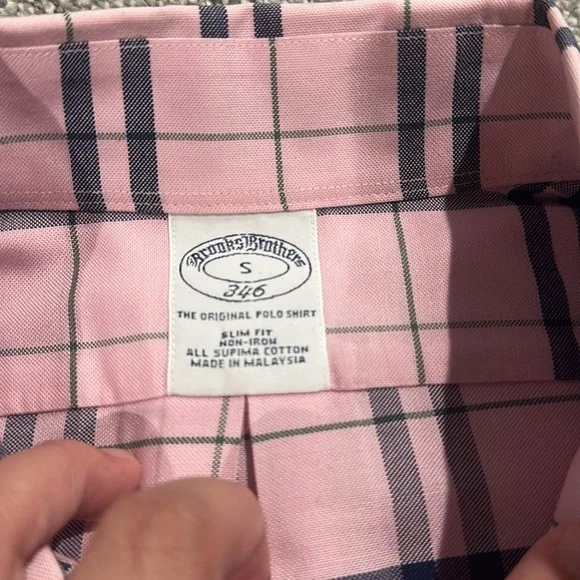 Brooks Brothers
S
346
THE ORIGINAL POLO SHIRT
SLIM FIT
NON-IRON
ALL SUPIMA COTTON
MADE IN MALAYSIA